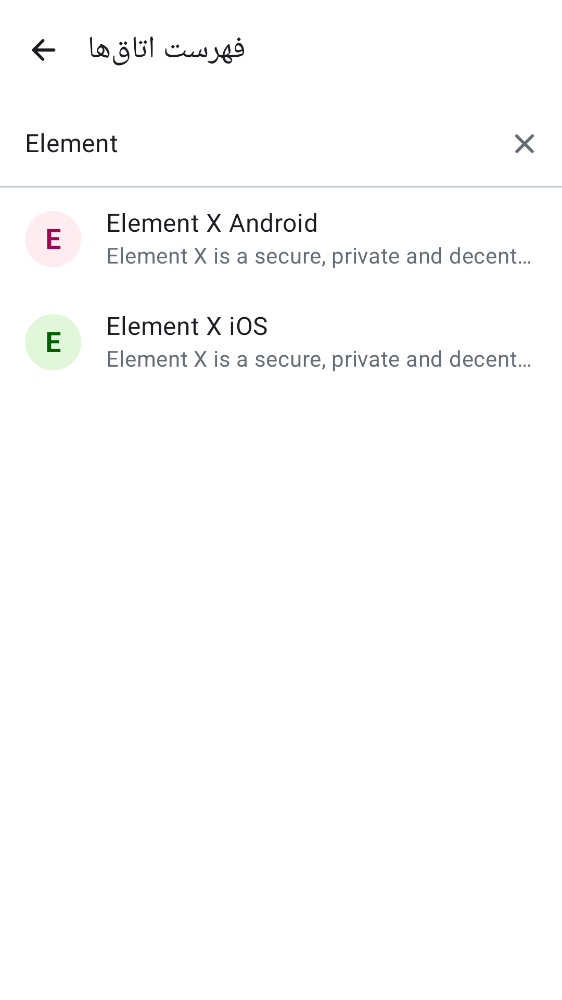 فهرست اتاق‌ها
Element
E
Element X Android
Element X is a secure, private and decent…
E
Element X iOS
Element X is a secure, private and decent…